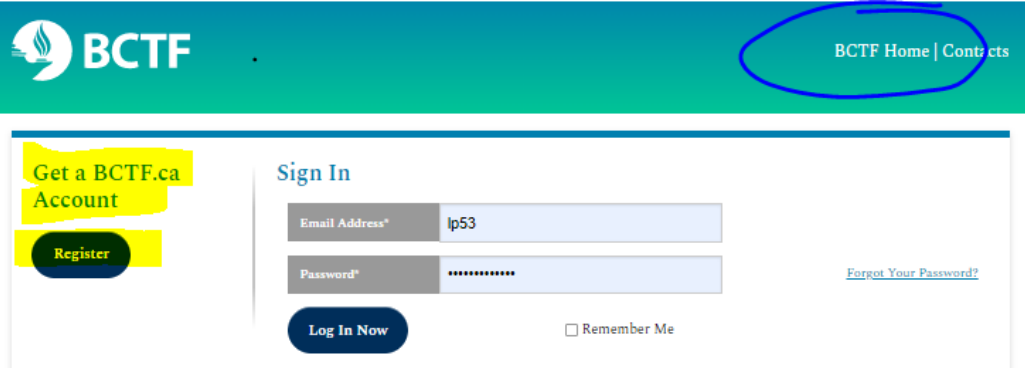 BCTF
BCTF Home | Contacts
Get a BCTF.ca
Account
Register
Sign In
Email Address*
lp53
Password*
•••••••••••••
Forgot Your Password?
Log In Now
Remember Me